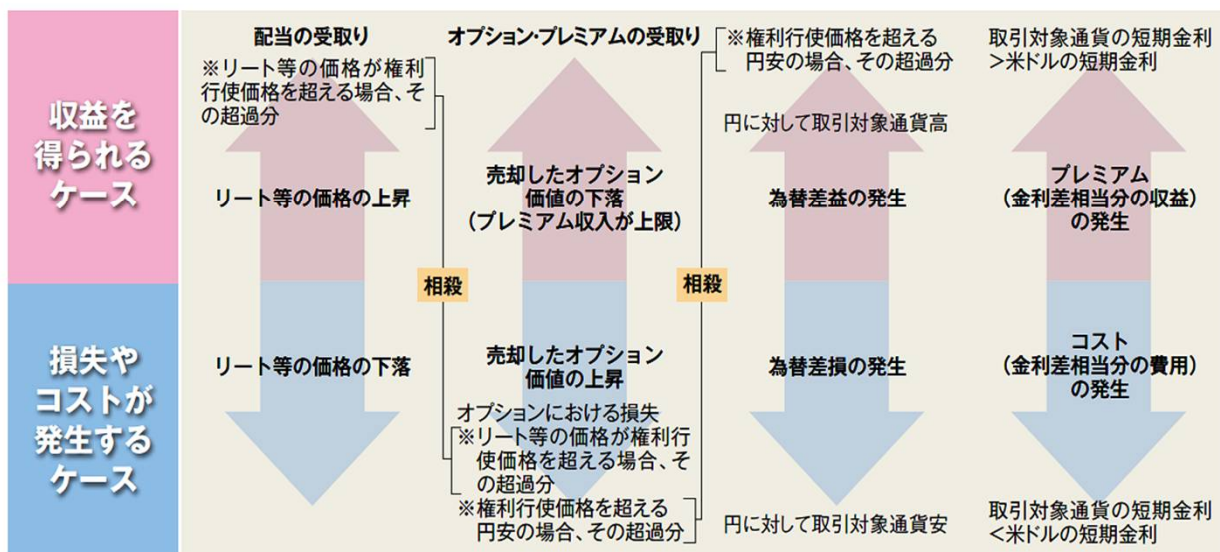 収益を
得られる
ケース
配当の受取り
※リート等の価格が権利
行使価格を超える場合、そ
の超過分
リート等の価格の上昇
オプション・プレミアムの受取り
売却したオプション
価値の下落
(プレミアム収入が上限)
※権利行使価格を超える
円安の場合、その超過分
円に対して取引対象通貨高
為替差益の発生
取引対象通貨の短期金利
>米ドルの短期金利
プレミアム
(金利差相当分の収益)
の発生
相殺
相殺
損失や
コストが
発生する
ケース
リート等の価格の下落
売却したオプション
価値の上昇
オプションにおける損失
※リート等の価格が権利行
使価格を超える場合、そ
の超過分
※権利行使価格を超える
円安の場合、その超過分
為替差損の発生
円に対して取引対象通貨安
コスト
(金利差相当分の費用)
の発生
取引対象通貨の短期金利
<米ドルの短期金利